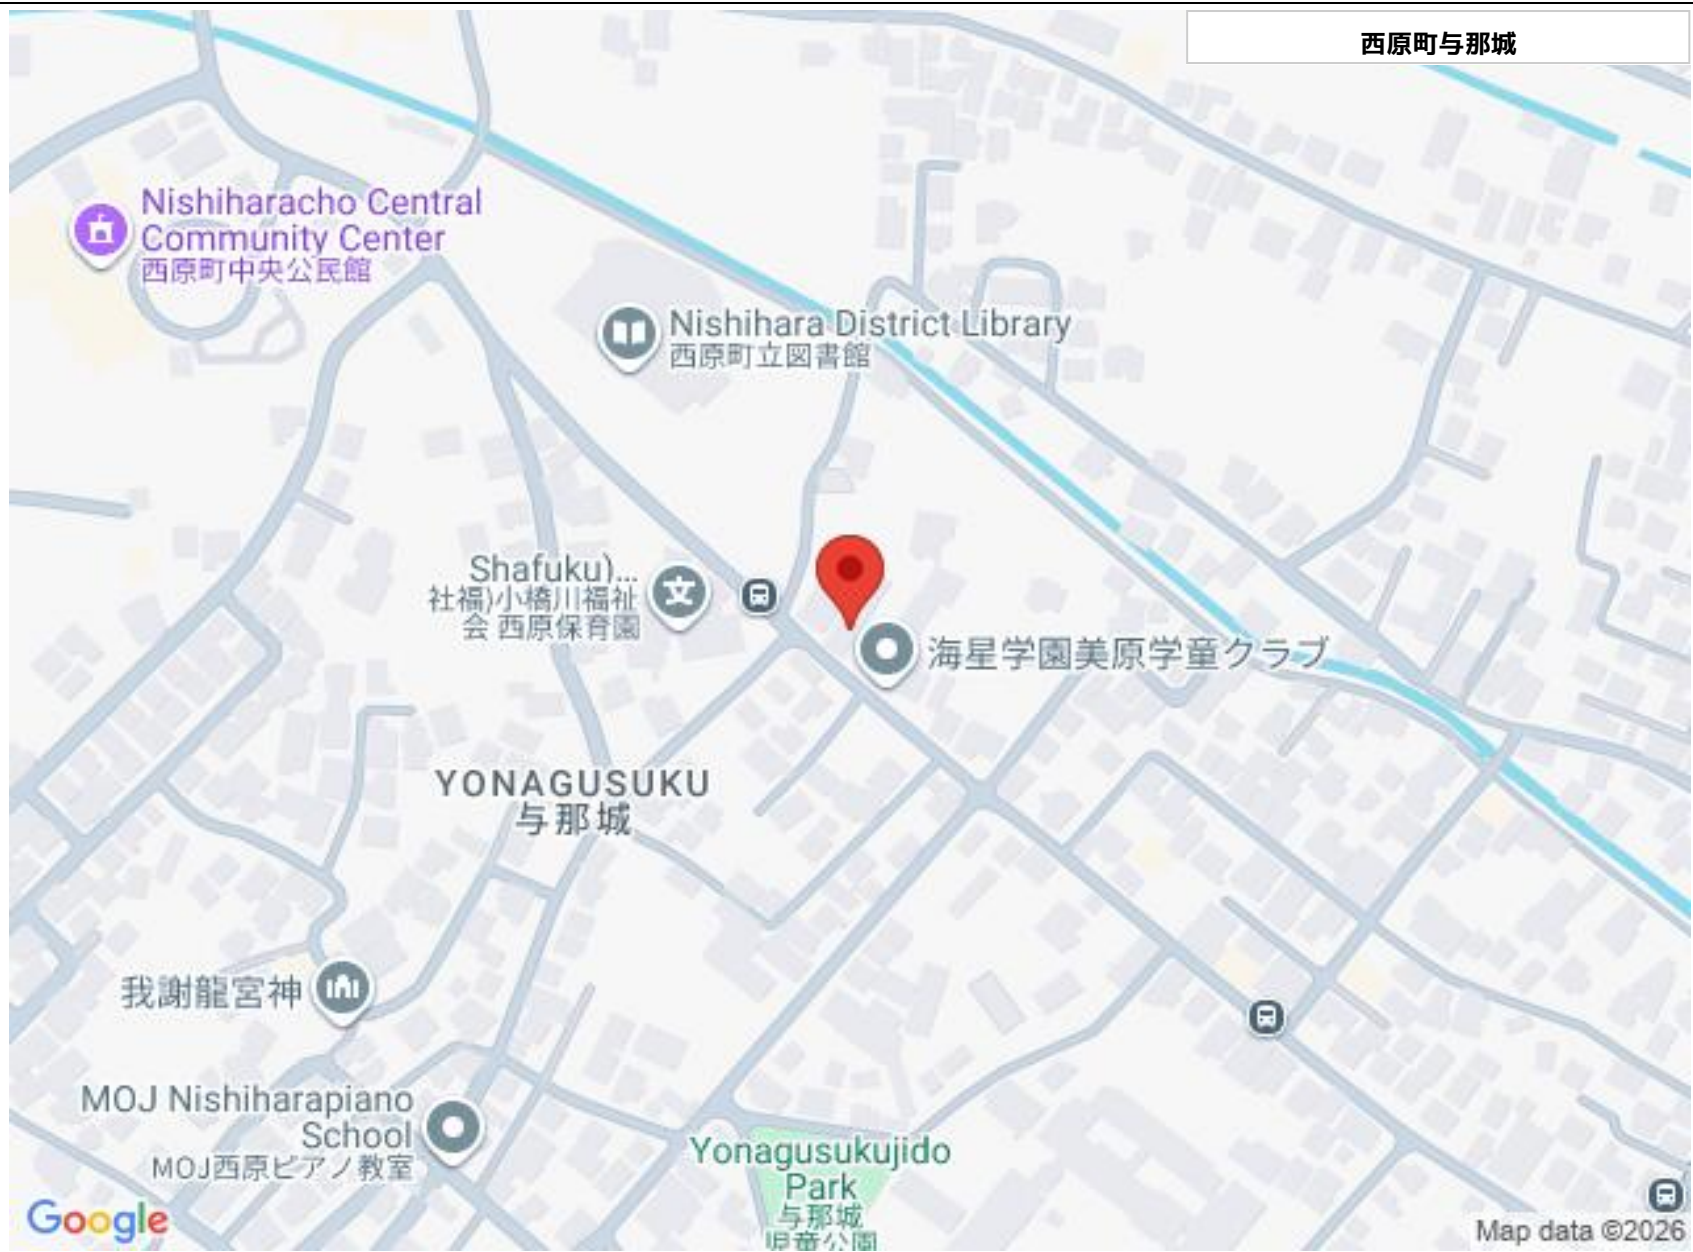 西原町与那城
Nishiharacho Central
Community Center
西原町中央公民館
Nishihara District Library
西原町立図書館
Shafuku)...
社福)小橋川福祉
会 西原保育園
海星学園美原学童クラブ
YONAGUSUKU
与那城
我謝龍宮神
MOJ Nishiharapiano
School
MOJ西原ピアノ教室
Yonagusukujido
Park
与那城
児童公園
Google
Map data ©2026